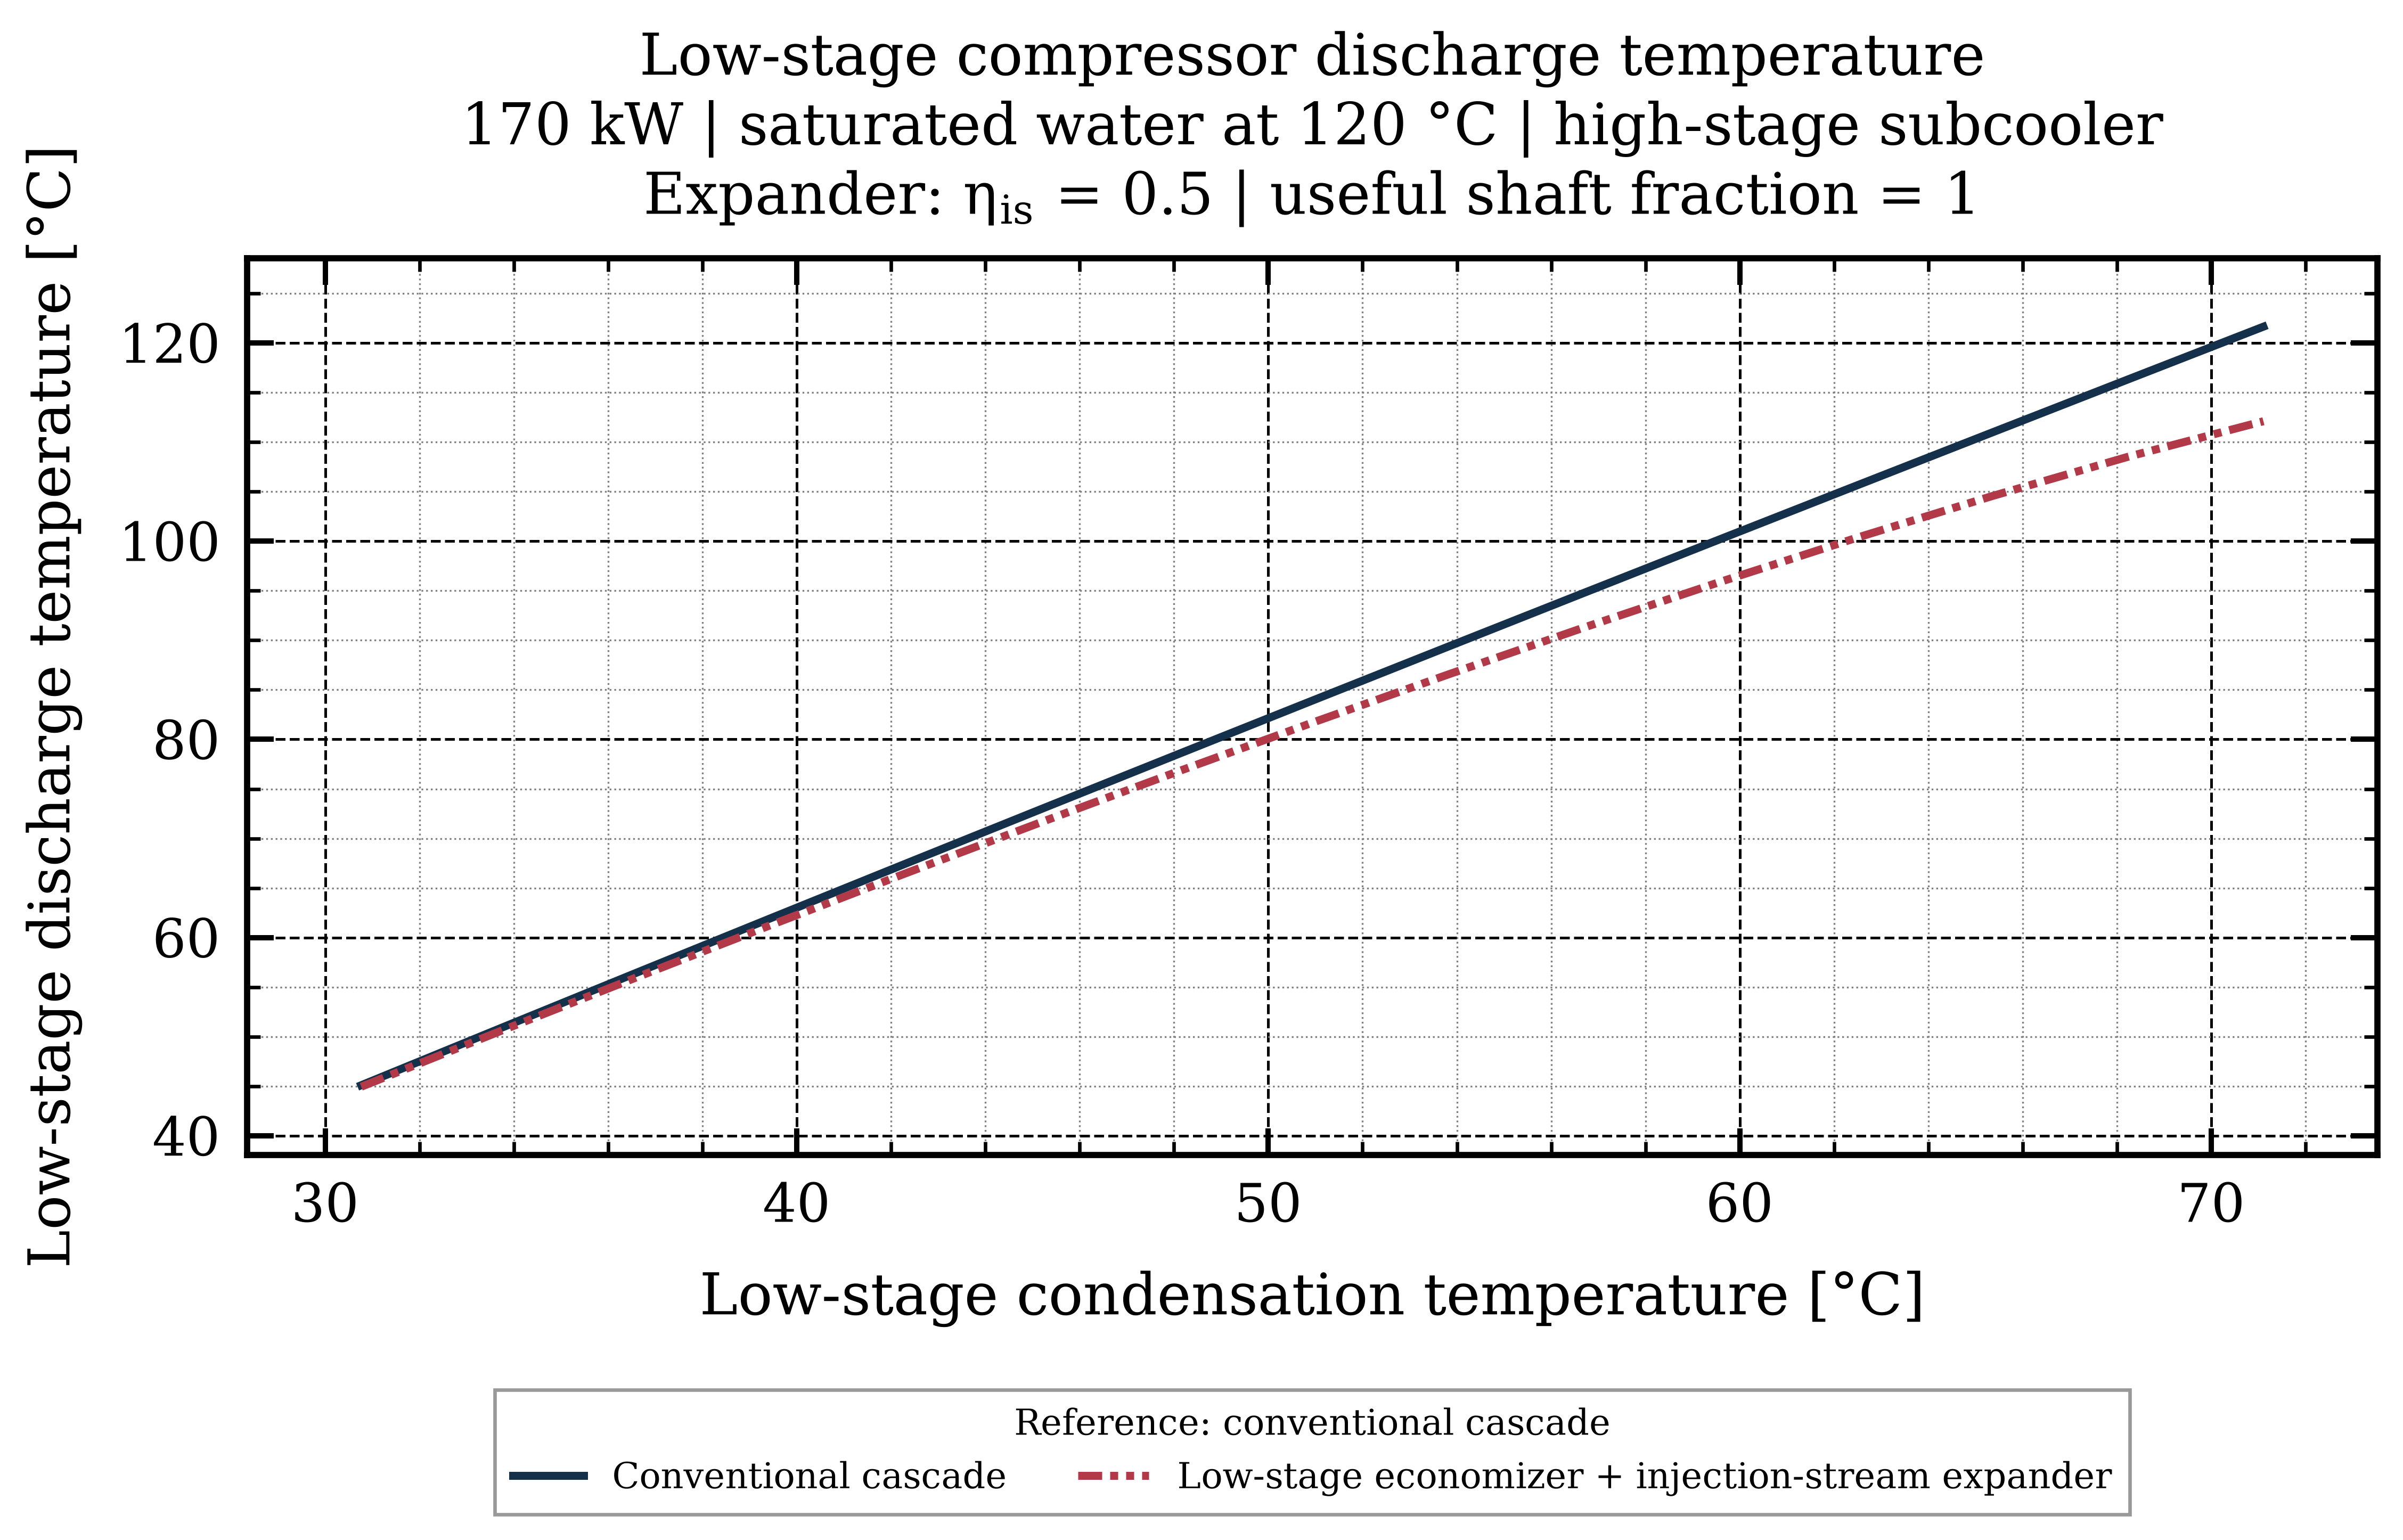 Low-stage compressor discharge temperature
170 kW | saturated water at 120 °C | high-stage subcooler
Expander: ηis = 0.5 | useful shaft fraction = 1
Low-stage discharge temperature [°C]
120
100
80
60
40
30 40 50 60 70
Low-stage condensation temperature [°C]
Reference: conventional cascade
Conventional cascade Low-stage economizer + injection-stream expander